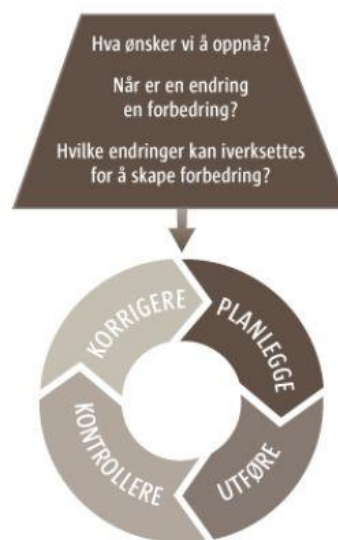 Hva ønsker vi å oppnå?
Når er en endring
en forbedring?
Hvilke endringer kan iverksettes
for å skape forbedring?
KORRIGERE
PLANLEGGE
KONTROLLERE
UTFØRE